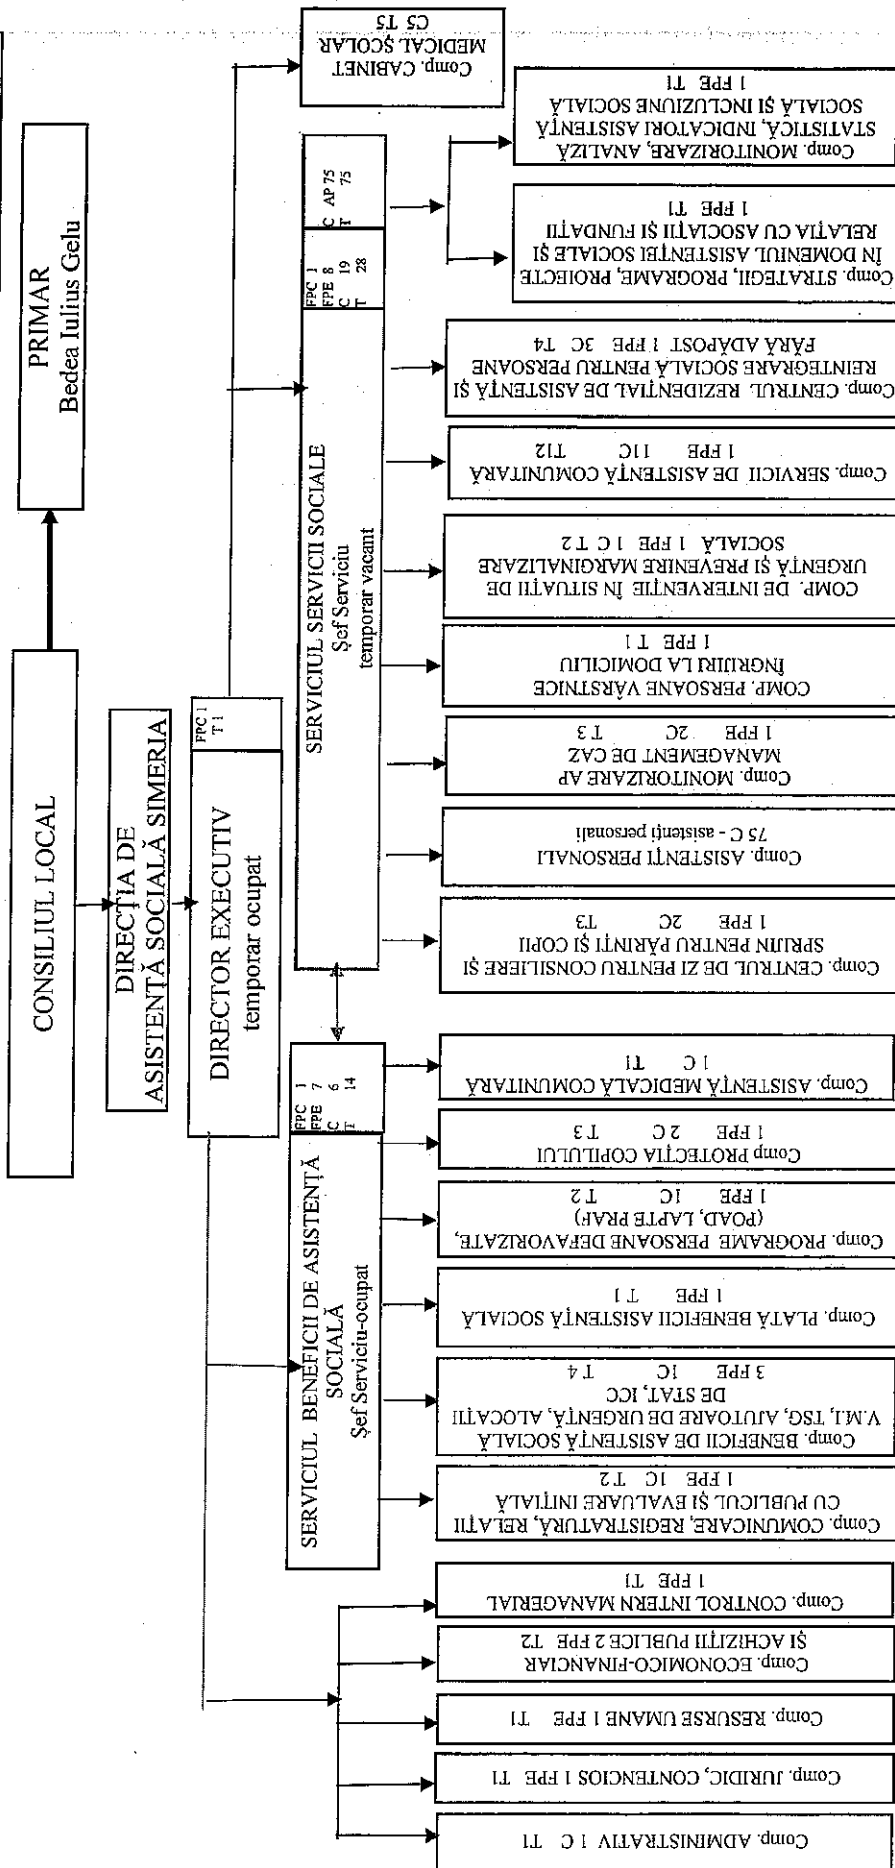 CONSILIUL LOCAL
PRIMAR
Bedea Iulius Gelu
DIRECȚIA DE
ASISTENȚĂ SOCIALĂ SIMERIA
DIRECTOR EXECUTIV
temporar ocupat
FPC 1
T 1
SERVICIUL BENEFICII DE ASISTENȚĂ
SOCIALĂ
Șef Serviciu-ocupat
FPC 1
FPE 7
C 6
T 14
SERVICIUL SERVICII SOCIALE
Șef Serviciu
temporar vacant
FPC 1
FPE 8
C 19
T 28
C AP 75
T 75
Comp. CABINET
MEDICAL ȘCOLAR
C5 T5
Comp. ADMINISTRATIV 1 C T1
Comp. JURIDIC, CONTENCIOS 1 FPE T1
Comp. RESURSE UMANE 1 FPE T1
Comp. ECONOMICO-FINANCIAR
ȘI ACHIZIȚII PUBLICE 2 FPE T2
Comp. CONTROL INTERN MANAGERIAL
1 FPE T1
Comp. COMUNICARE, REGISTRATURĂ, RELAȚII
CU PUBLICUL ȘI EVALUARE INIȚIALĂ
1 FPE 1C T2
Comp. BENEFICII DE ASISTENȚĂ SOCIALĂ
V.M.I, TSG, AJUTOARE DE URGENȚĂ, ALOCAȚII
DE STAT, ICC
3 FPE 1C T 4
Comp. PLATĂ BENEFICII ASISTENȚĂ SOCIALĂ
1 FPE T 1
Comp. PROGRAME PERSOANE DEFAVORIZATE,
(POAD, LAPTE PRAF)
1 FPE 1C T 2
Comp PROTECȚIA COPILULUI
1 FPE 2 C T 3
Comp. ASISTENȚĂ MEDICALĂ COMUNITARĂ
1 C T1
Comp. CENTRUL DE ZI PENTRU CONSILIERE ȘI
SPRIJIN PENTRU PĂRINȚI ȘI COPII
1 FPE 2C T3
Comp. ASISTENȚI PERSONALI
75 C - asistenți personali
Comp. MONITORIZARE AP
MANAGEMENT DE CAZ
1 FPE 2C T 3
COMP. PERSOANE VÂRSTNICE
ÎNGRIJIRI LA DOMICILIU
1 FPE T 1
COMP. DE INTERVENȚIE ÎN SITUAȚII DE
URGENȚĂ ȘI PREVENIRE MARGINALIZARE
SOCIALĂ 1 FPE 1 C T 2
Comp. SERVICII DE ASISTENȚĂ COMUNITARĂ
1 FPE 11C T12
Comp. CENTRUL REZIDENȚIAL DE ASISTENȚĂ ȘI
REINTEGRARE SOCIALĂ PENTRU PERSOANE
FĂRĂ ADĂPOST 1 FPE 3C T4
Comp. STRATEGII, PROGRAME, PROIECTE
ÎN DOMENIUL ASISTENȚEI SOCIALE ȘI
RELAȚIA CU ASOCIAȚII ȘI FUNDAȚII
1 FPE T1
Comp. MONITORIZARE, ANALIZĂ
STATISTICĂ, INDICATORI ASISTENȚĂ
SOCIALĂ ȘI INCLUZIUNE SOCIALĂ
1 FPE T1